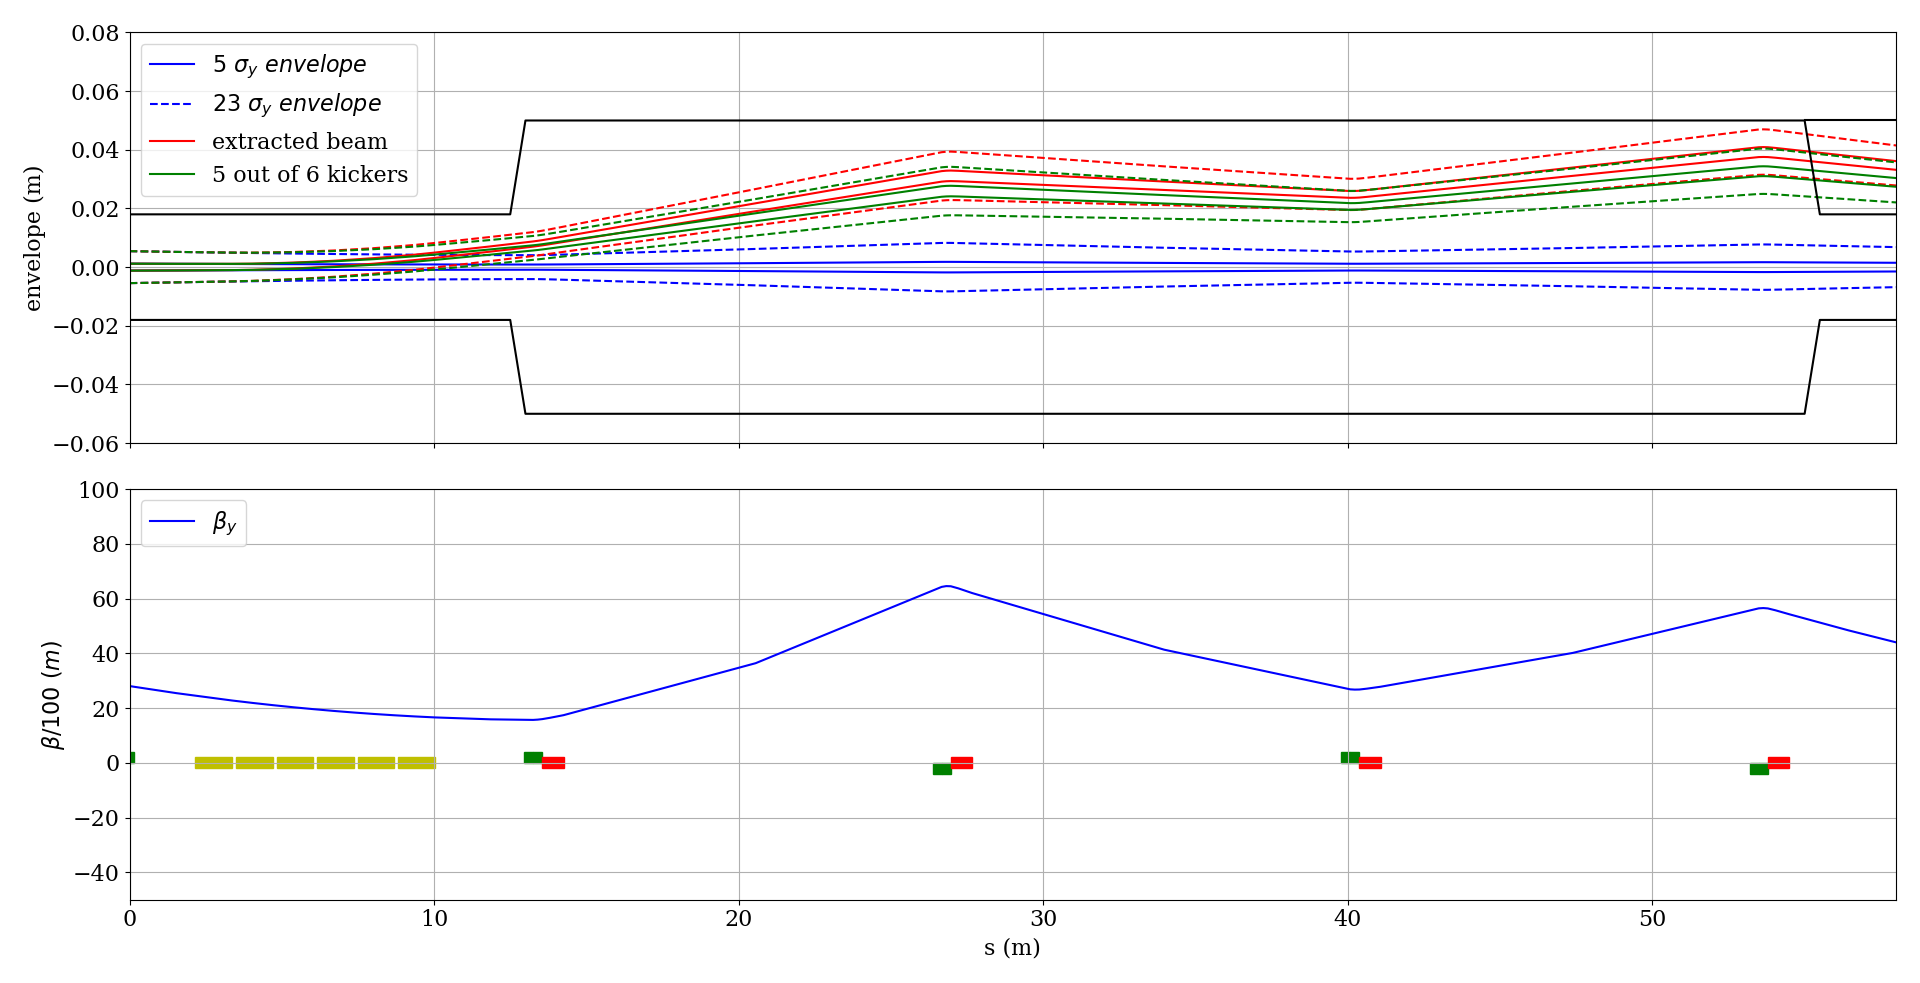 0.08
0.06
0.04
0.02
0.00
−0.02
−0.04
−0.06
envelope (m)
5 σy envelope
23 σy envelope
extracted beam
5 out of 6 kickers
100
80
60
40
20
0
−20
−40
β/100 (m)
βy
0 10 20 30 40 50
s (m)